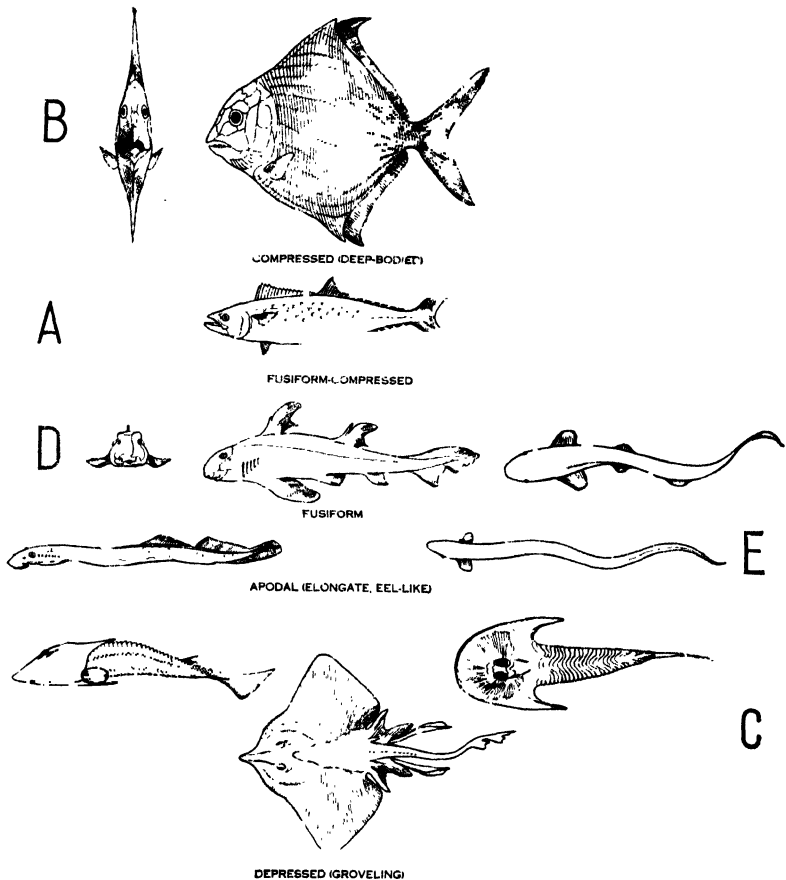 B
COMPRESSED (DEEP-BODIED)
A
FUSIFORM-COMPRESSED
D
FUSIFORM
E
APODAL (ELONGATE, EEL-LIKE)
C
DEPRESSED (GROVELING)